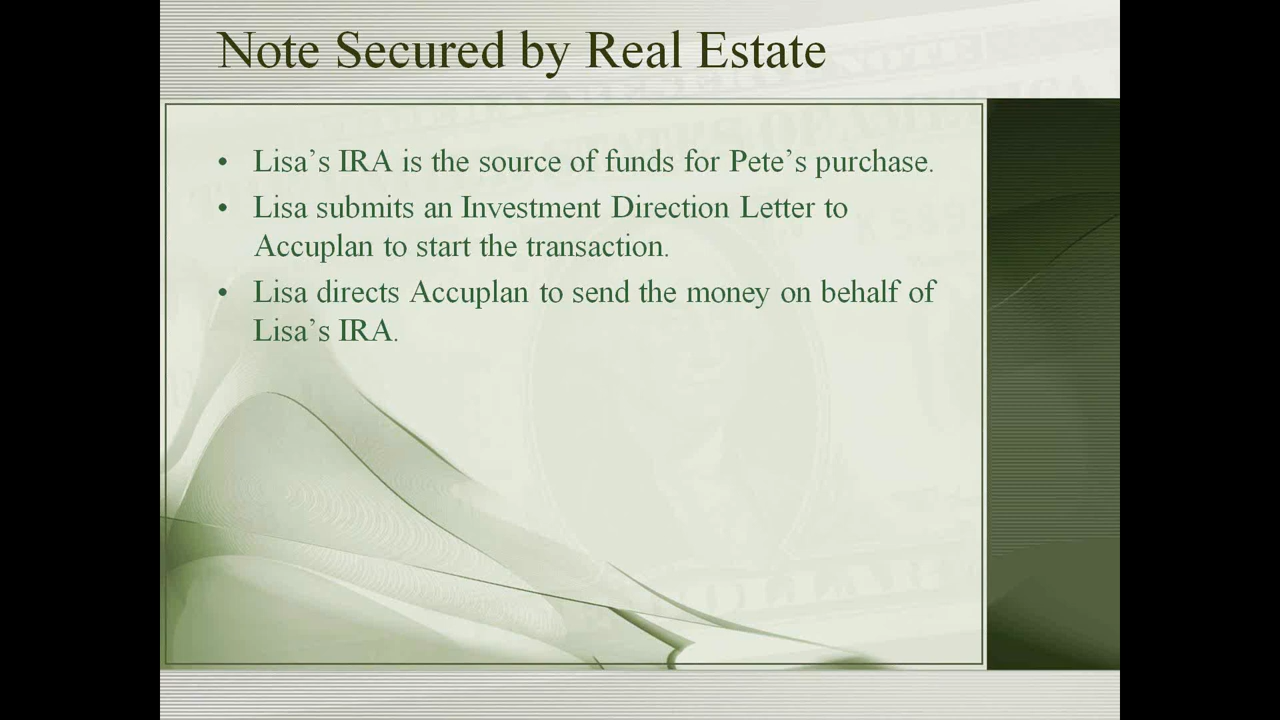 Note Secured by Real Estate
• Lisa’s IRA is the source of funds for Pete’s purchase.
• Lisa submits an Investment Direction Letter to
Accuplan to start the transaction.
• Lisa directs Accuplan to send the money on behalf of
Lisa’s IRA.